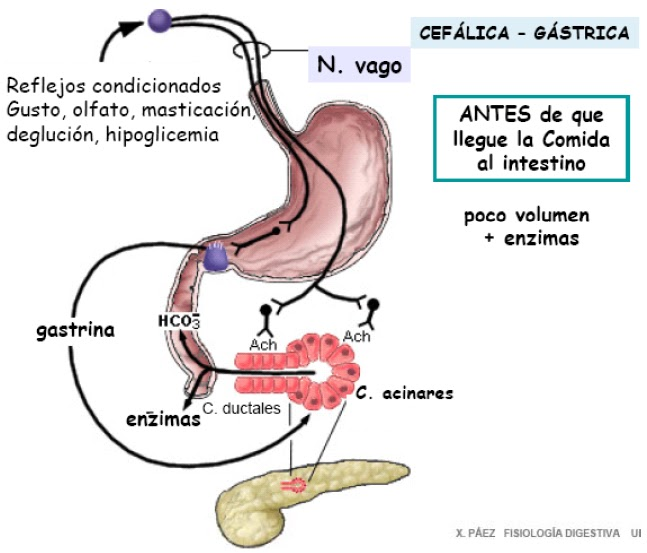 CEFÁLICA – GÁSTRICA
N. vago
Reflejos condicionados
Gusto, olfato, masticación,
deglución, hipoglicemia
ANTES de que
llegue la Comida
al intestino
poco volumen
+ enzimas
gastrina
HCO3-
Ach
Ach
C. ductales
C. acinares
enzimas
X. PÁEZ FISIOLOGÍA DIGESTIVA UI